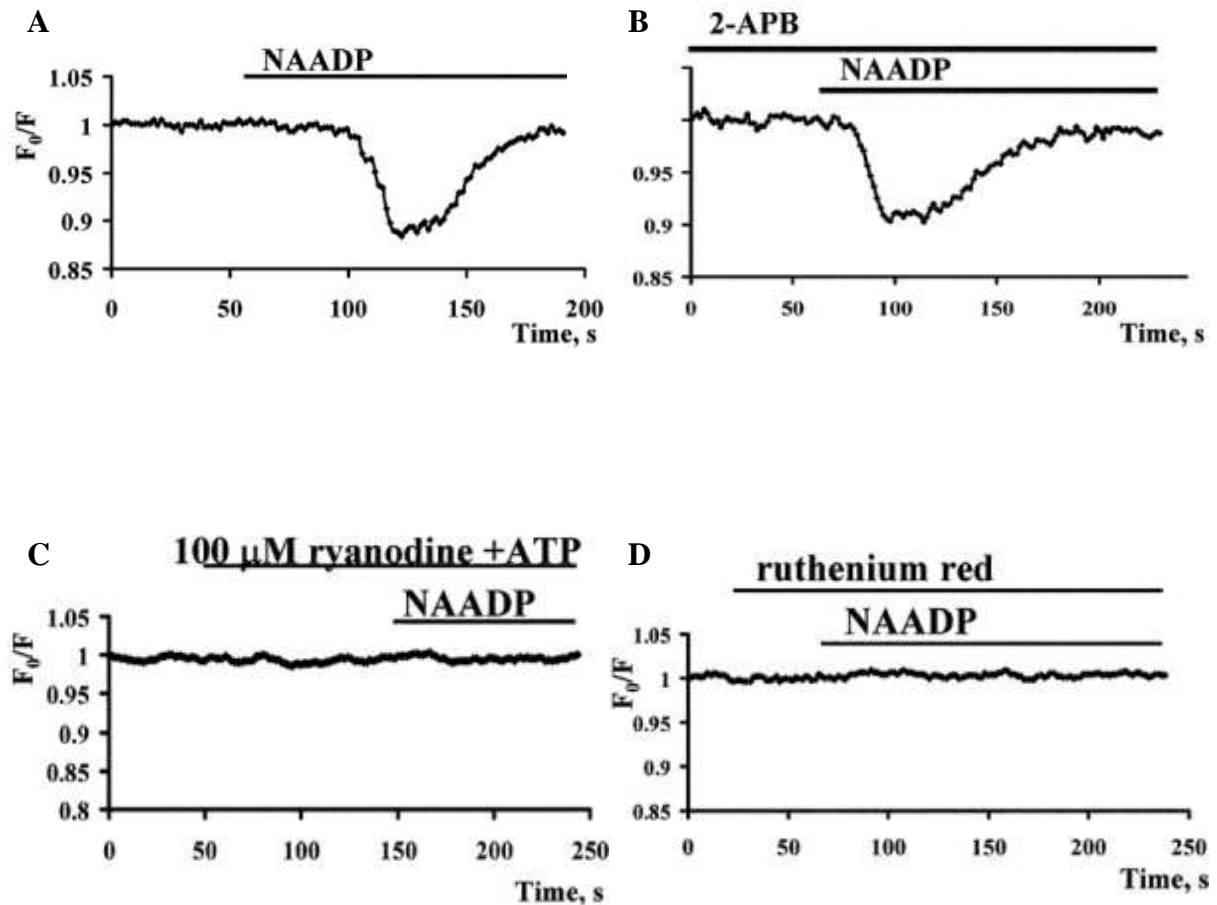 A
NAADP
1.05
1
0.95
0.9
0.85
F0/F
0 50 100 150 200
Time, s
B
2-APB
NAADP
0.95
0.9
0.85
0 50 100 200
Time, s
C
100 μM ryanodine +ATP
NAADP
1.05
1
0.95
0.9
0.85
0.8
F0/F
0 50 100 150 200 250
Time, s
D
ruthenium red
NAADP
1.05
1
0.95
0.9
0.85
F0/F
0 50 100 150 200 250
Time, s